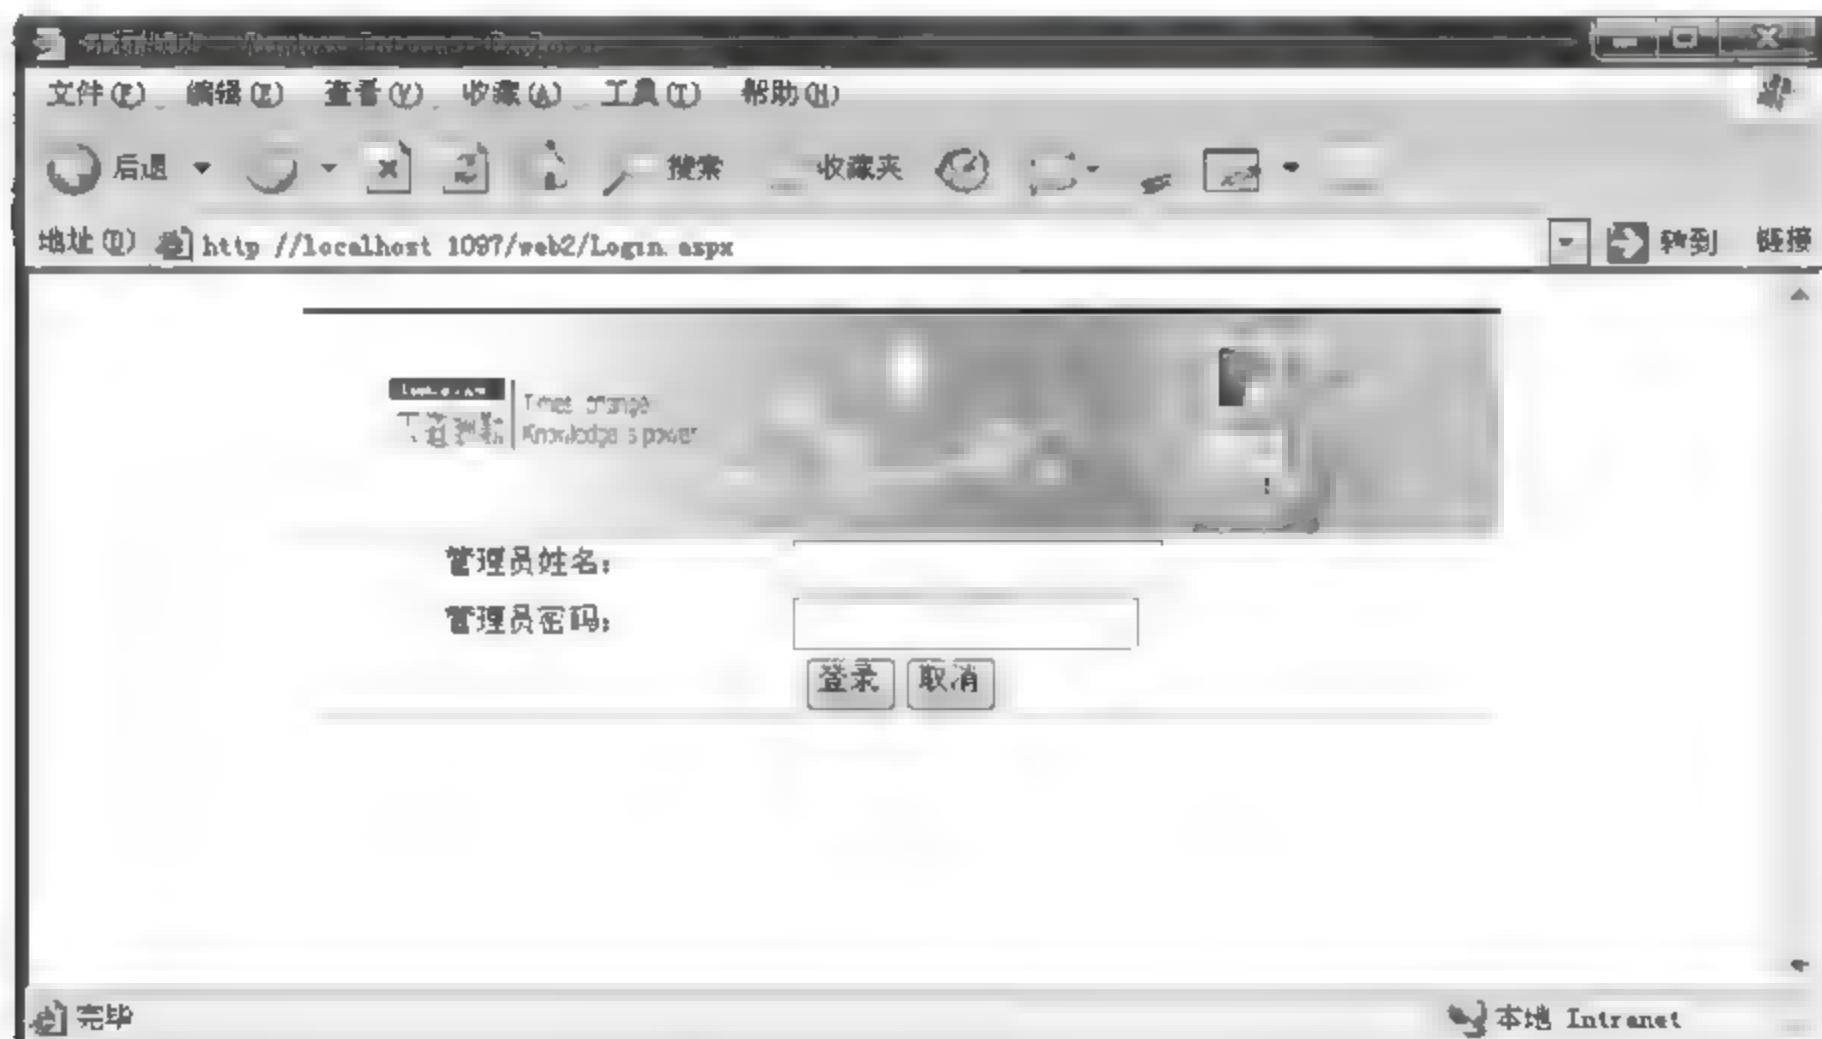 文件(F) 编辑(E) 查看(V) 收藏(A) 工具(T) 帮助(H)
后退 搜索 收藏夹
地址(D) http //localhost 1097/web2/Login.aspx 转到 链接
Knowledge s power
管理员姓名:
管理员密码:
登录 取消
完毕 本地 Intranet